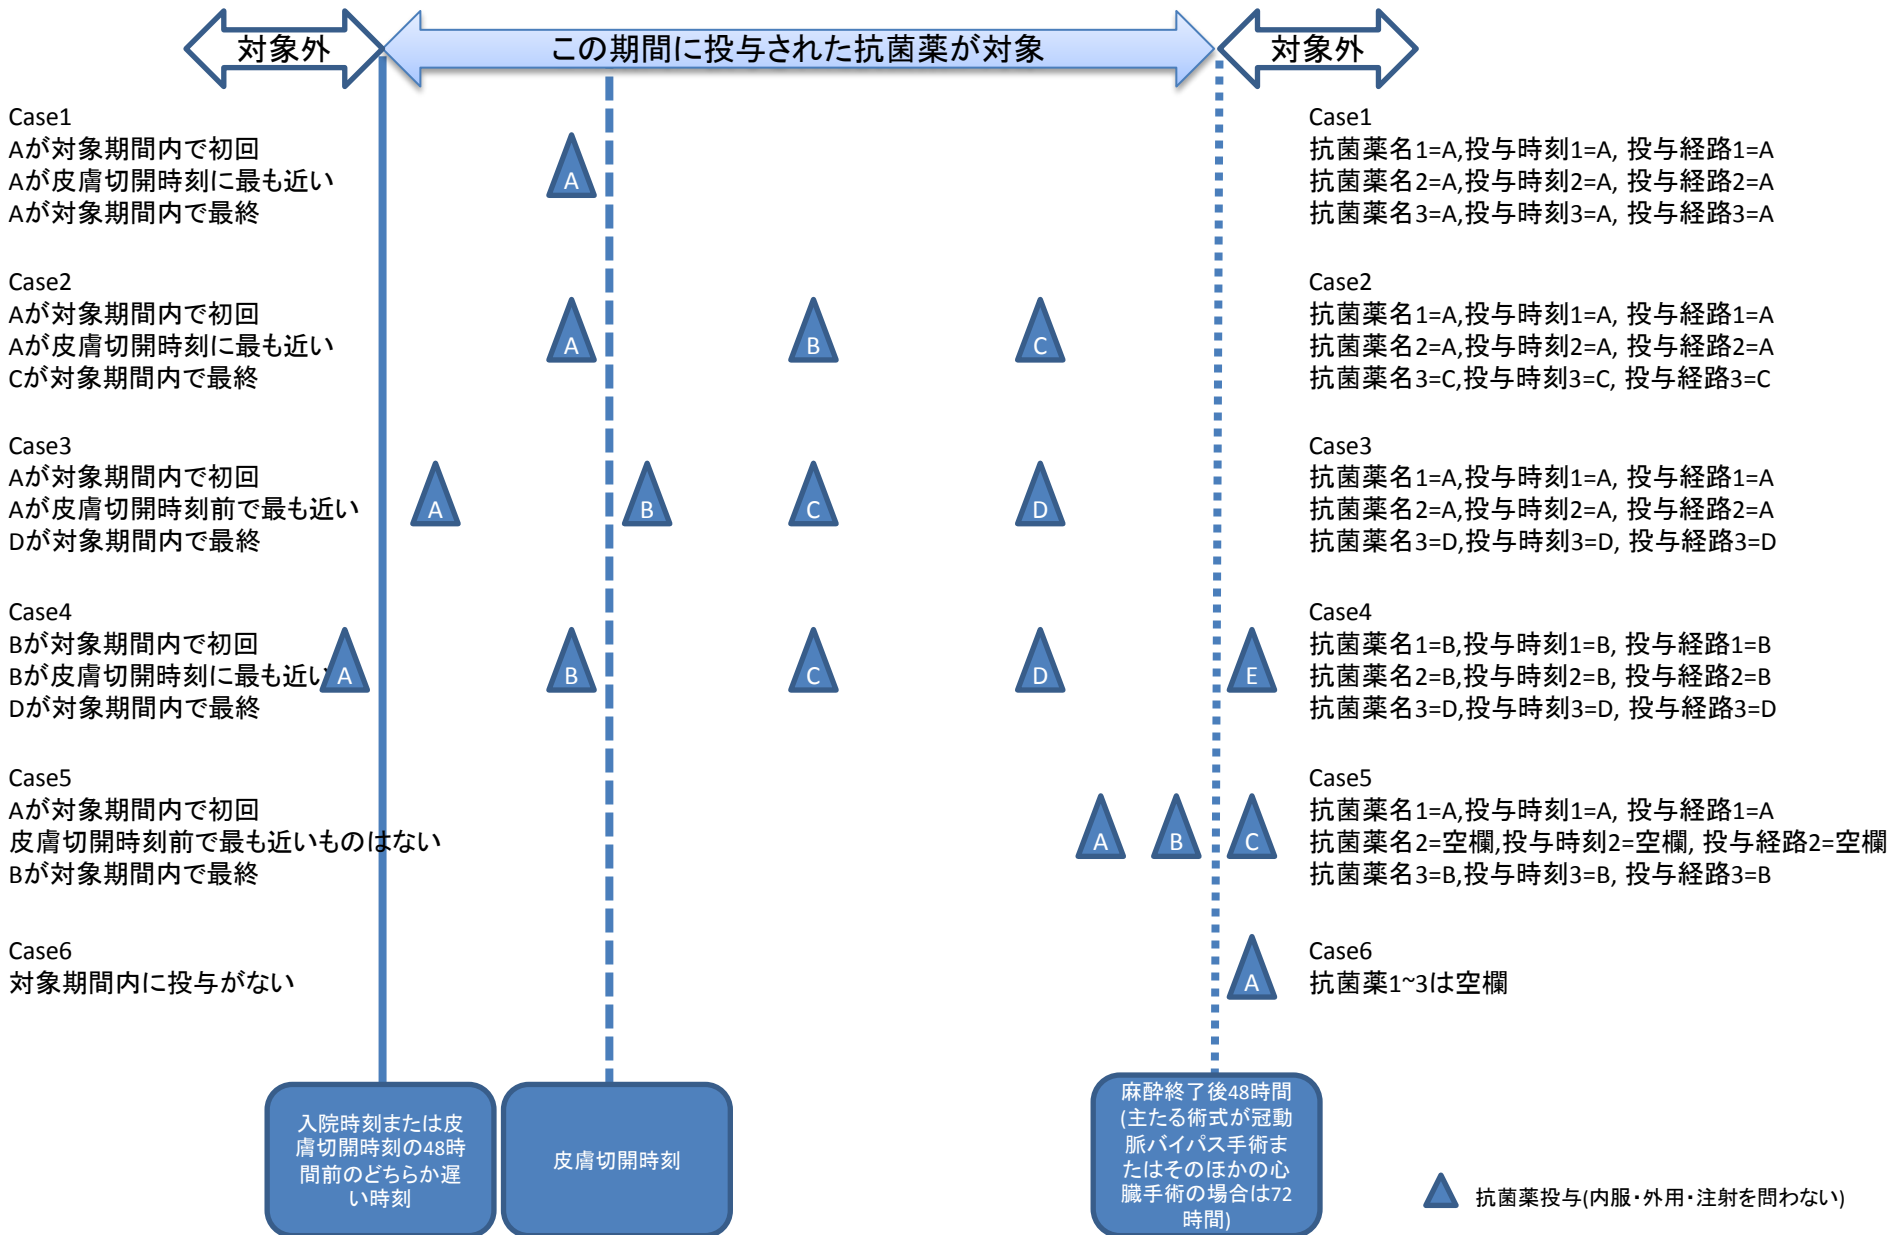 対象外
この期間に投与された抗菌薬が対象
対象外
Case1
Aが対象期間内で初回
Aが皮膚切開時刻に最も近い
Aが対象期間内で最終
A
Case1
抗菌薬名1=A,投与時刻1=A, 投与経路1=A
抗菌薬名2=A,投与時刻2=A, 投与経路2=A
抗菌薬名3=A,投与時刻3=A, 投与経路3=A
Case2
Aが対象期間内で初回
Aが皮膚切開時刻に最も近い
Cが対象期間内で最終
A
B
C
Case2
抗菌薬名1=A,投与時刻1=A, 投与経路1=A
抗菌薬名2=A,投与時刻2=A, 投与経路2=A
抗菌薬名3=C,投与時刻3=C, 投与経路3=C
Case3
Aが対象期間内で初回
Aが皮膚切開時刻前で最も近い
Dが対象期間内で最終
A
B
C
D
Case3
抗菌薬名1=A,投与時刻1=A, 投与経路1=A
抗菌薬名2=A,投与時刻2=A, 投与経路2=A
抗菌薬名3=D,投与時刻3=D, 投与経路3=D
Case4
Bが対象期間内で初回
Bが皮膚切開時刻に最も近い
Dが対象期間内で最終
A
B
C
D
E
Case4
抗菌薬名1=B,投与時刻1=B, 投与経路1=B
抗菌薬名2=B,投与時刻2=B, 投与経路2=B
抗菌薬名3=D,投与時刻3=D, 投与経路3=D
Case5
Aが対象期間内で初回
皮膚切開時刻前で最も近いものはない
Bが対象期間内で最終
A
B
C
Case5
抗菌薬名1=A,投与時刻1=A, 投与経路1=A
抗菌薬名2=空欄,投与時刻2=空欄, 投与経路2=空欄
抗菌薬名3=B,投与時刻3=B, 投与経路3=B
Case6
対象期間内に投与がない
A
Case6
抗菌薬1~3は空欄
入院時刻または皮
膚切開時刻の48時
間前のどちらか遅
い時刻
皮膚切開時刻
麻酔終了後48時間
(主たる術式が冠動
脈バイパス手術ま
たはそのほかの心
臓手術の場合は72
時間)
抗菌薬投与(内服・外用・注射を問わない)